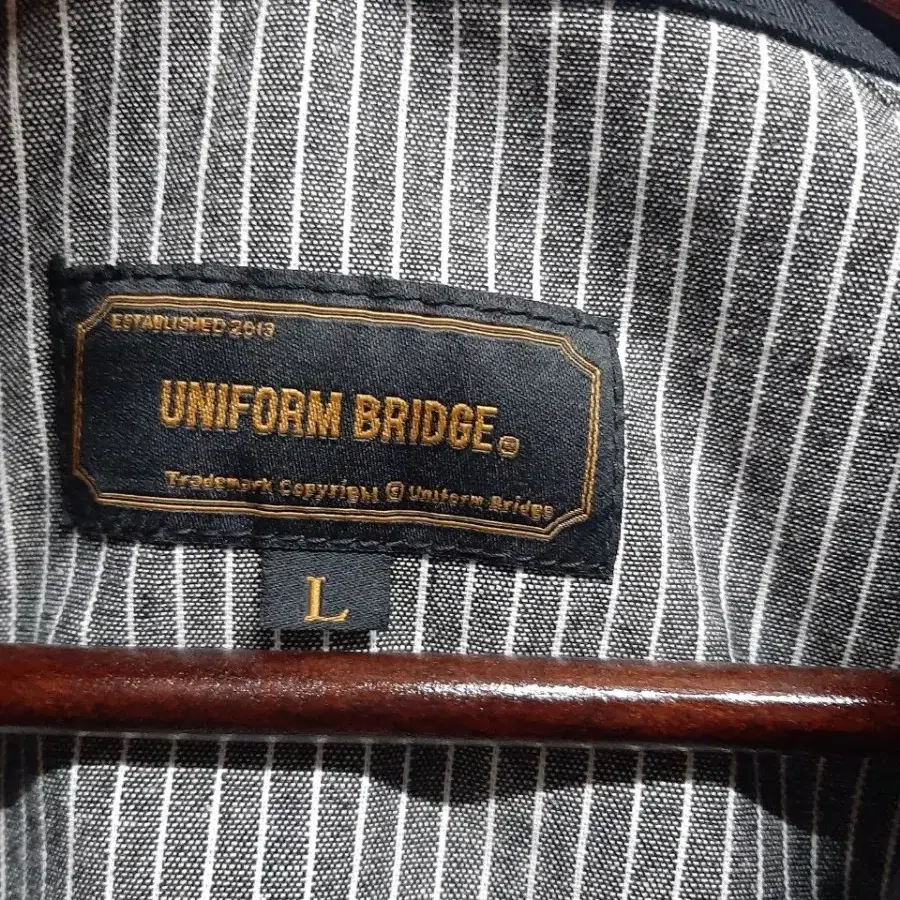 ESTABLISHED 2013
UNIFORM BRIDGE®
Trademark Copyright © Uniform Bridge
L